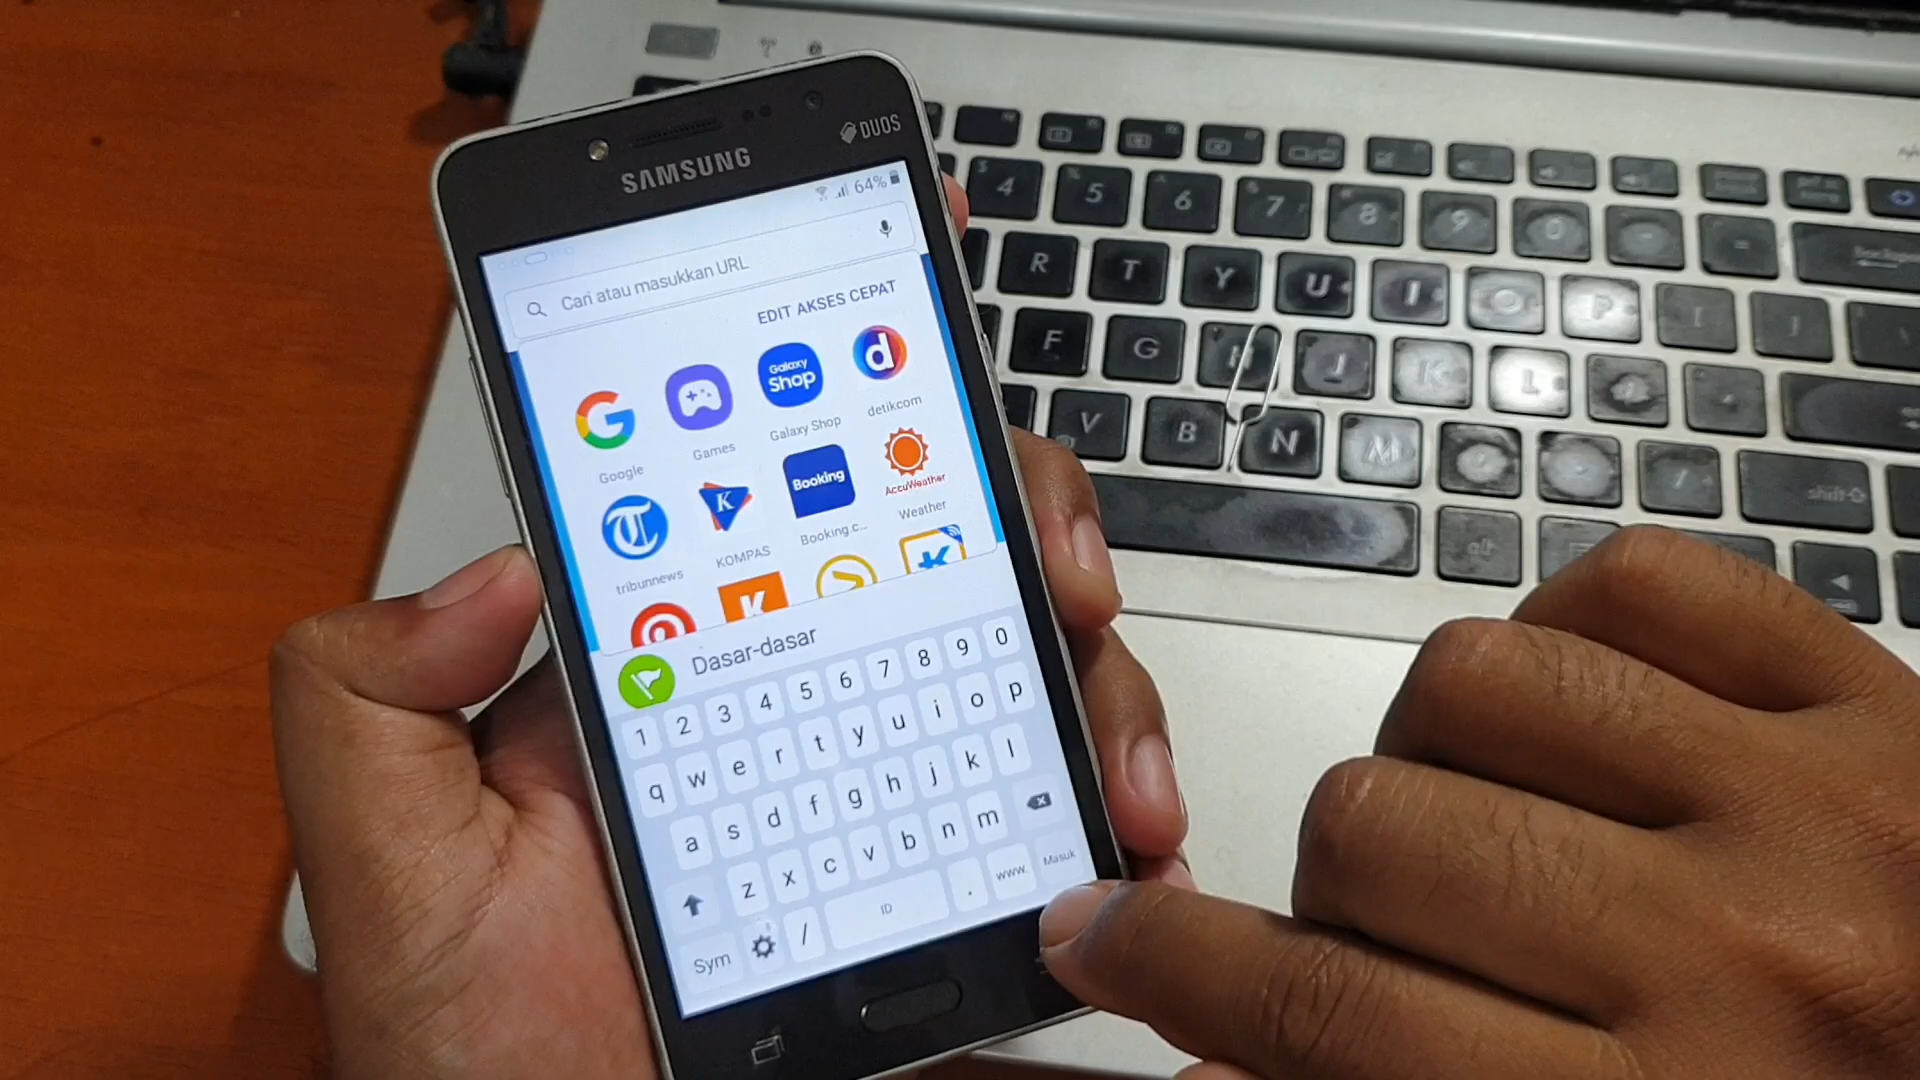 SAMSUNG
DUOS
64%
Cari atau masukkan URL
EDIT AKSES CEPAT
Google
Games
Galaxy Shop
Galaxy Shop
detikcom
tribunnews
K
KOMPAS
Booking
Booking.c...
AccuWeather
Weather
Dasar-dasar
1 2 3 4 5 6 7 8 9 0
q w e r t y u i o p
a s d f g h j k l
z x c v b n m
Sym / ID . www. Masuk
4 5 6 7 8 9 0 - =
R T Y U I O P [ ]
F G H J K L
V B N M
shift
alt